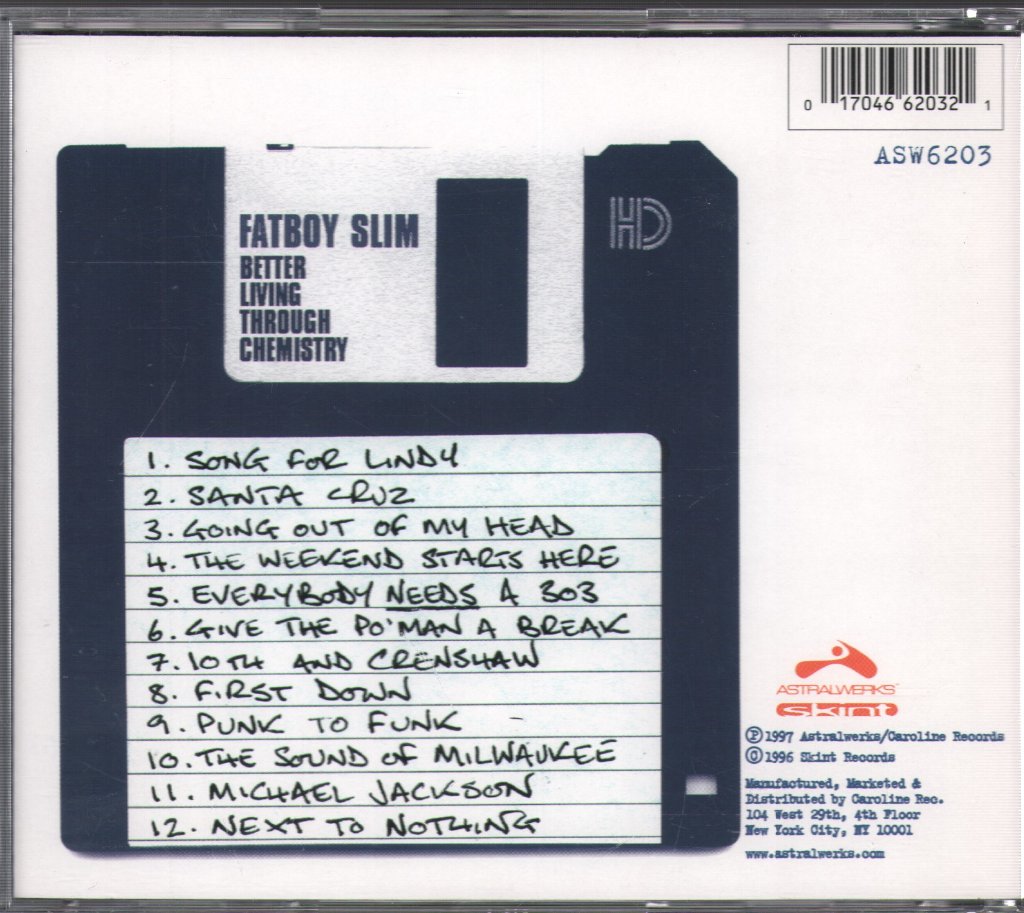 0 17046 62032 1
ASW6203
HD
FATBOY SLIM
BETTER
LIVING
THROUGH
CHEMISTRY
1. SONG FOR LINDY
2. SANTA CRUZ
3. GOING OUT OF MY HEAD
4. THE WEEKEND STARTS HERE
5. EVERYBODY NEEDS A 303
6. GIVE THE PO'MAN A BREAK
7. 10TH AND CRENSHAW
8. FIRST DOWN
9. PUNK TO FUNK
10. THE SOUND OF MILWAUKEE
11. MICHAEL JACKSON
12. NEXT TO NOTHING
ASTRALWERKS™
skint
℗ 1997 Astralwerks/Caroline Records
© 1996 Skint Records
Manufactured, Marketed &
Distributed by Caroline Rec.
104 West 29th, 4th Floor
New York City, NY 10001
www.astralwerks.com